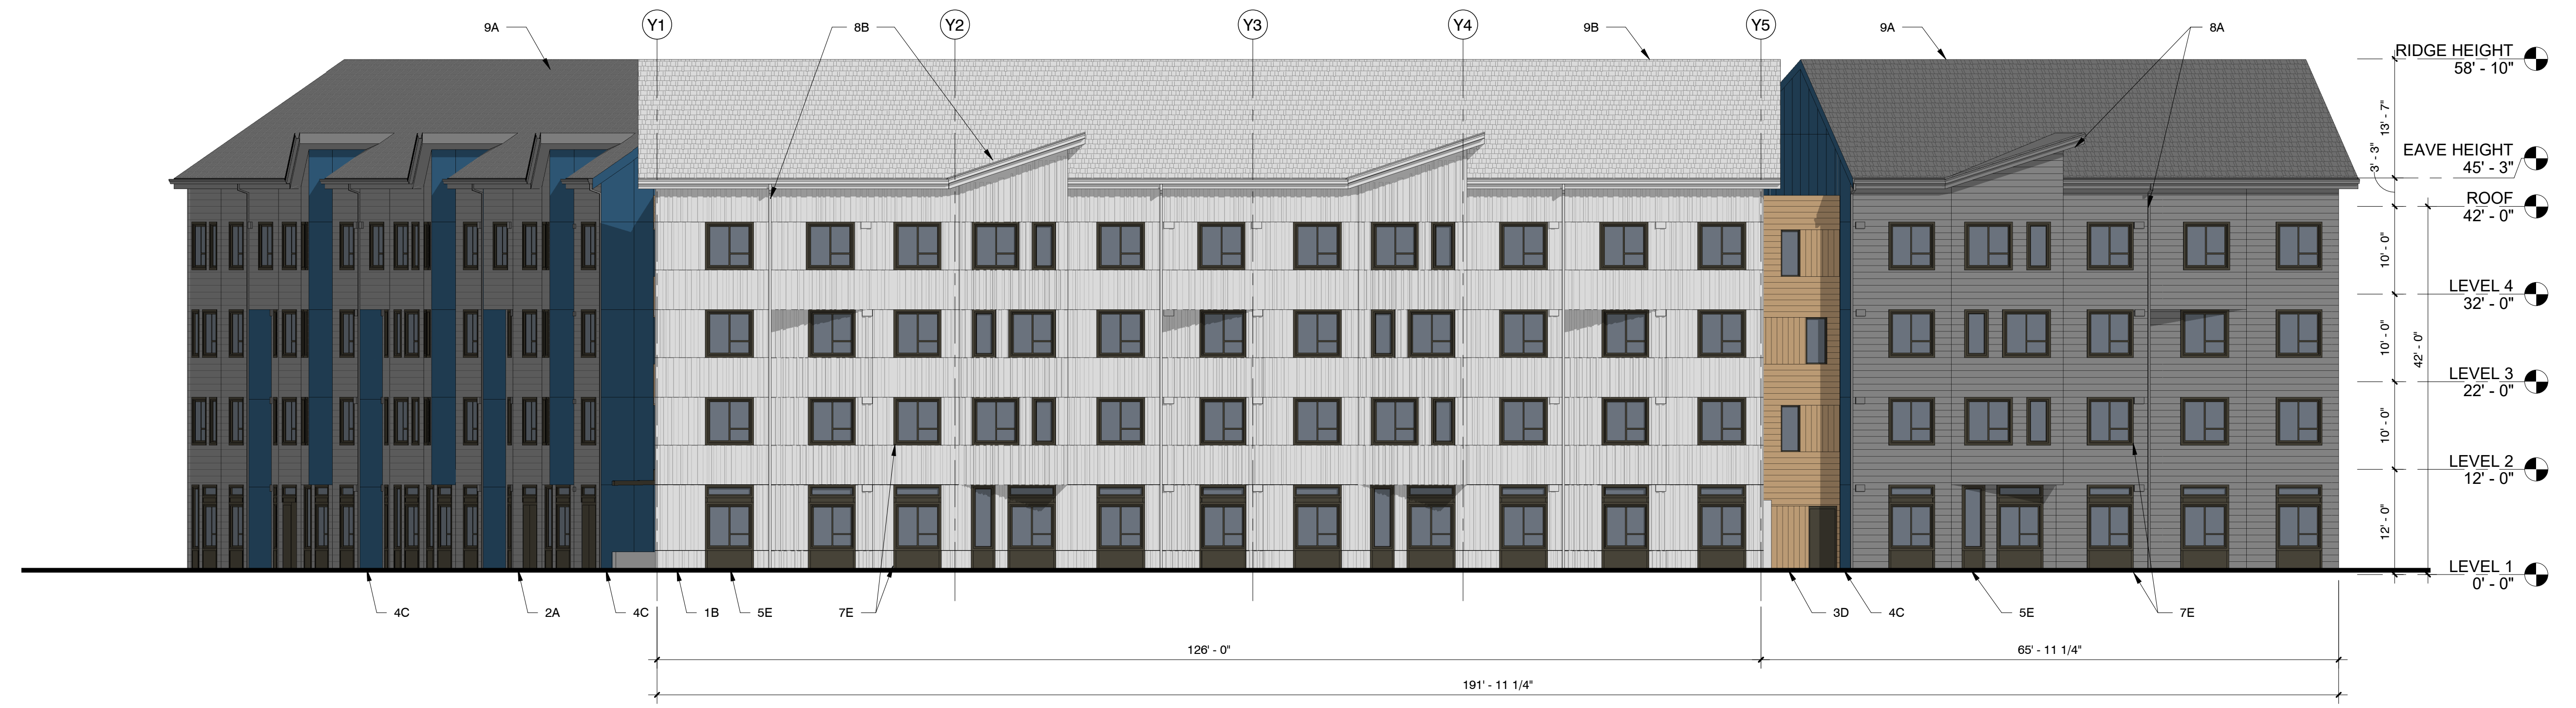 9A
Y1
8B
Y2
Y3
Y4
9B
Y5
9A
8A
RIDGE HEIGHT
58' - 10"
13' - 7"
EAVE HEIGHT
45' - 3"
3' - 3"
ROOF
42' - 0"
10' - 0"
LEVEL 4
32' - 0"
10' - 0"
42' - 0"
LEVEL 3
22' - 0"
10' - 0"
LEVEL 2
12' - 0"
12' - 0"
LEVEL 1
0' - 0"
4C
2A
4C
1B
5E
7E
3D
4C
5E
7E
126' - 0"
65' - 11 1/4"
191' - 11 1/4"